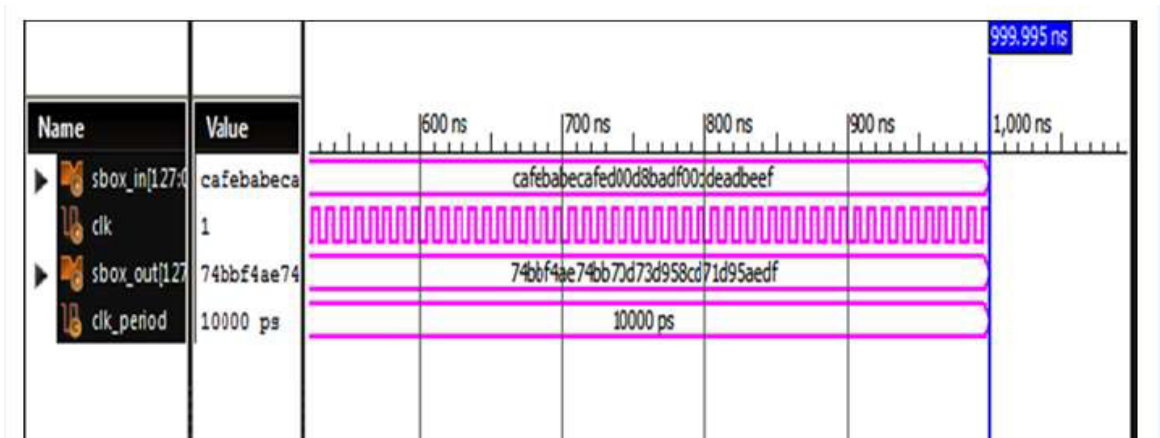 999.995 ns
Name Value 600 ns 700 ns 800 ns 900 ns 1,000 ns
sbox_in[127:0 cafebabeca cafebabecafed00d8badf00ddeadbeef
clk 1
sbox_out[127 74bbf4ae74 74bbf4ae74bb70d73d958cd71d95aedf
clk_period 10000 ps 10000 ps